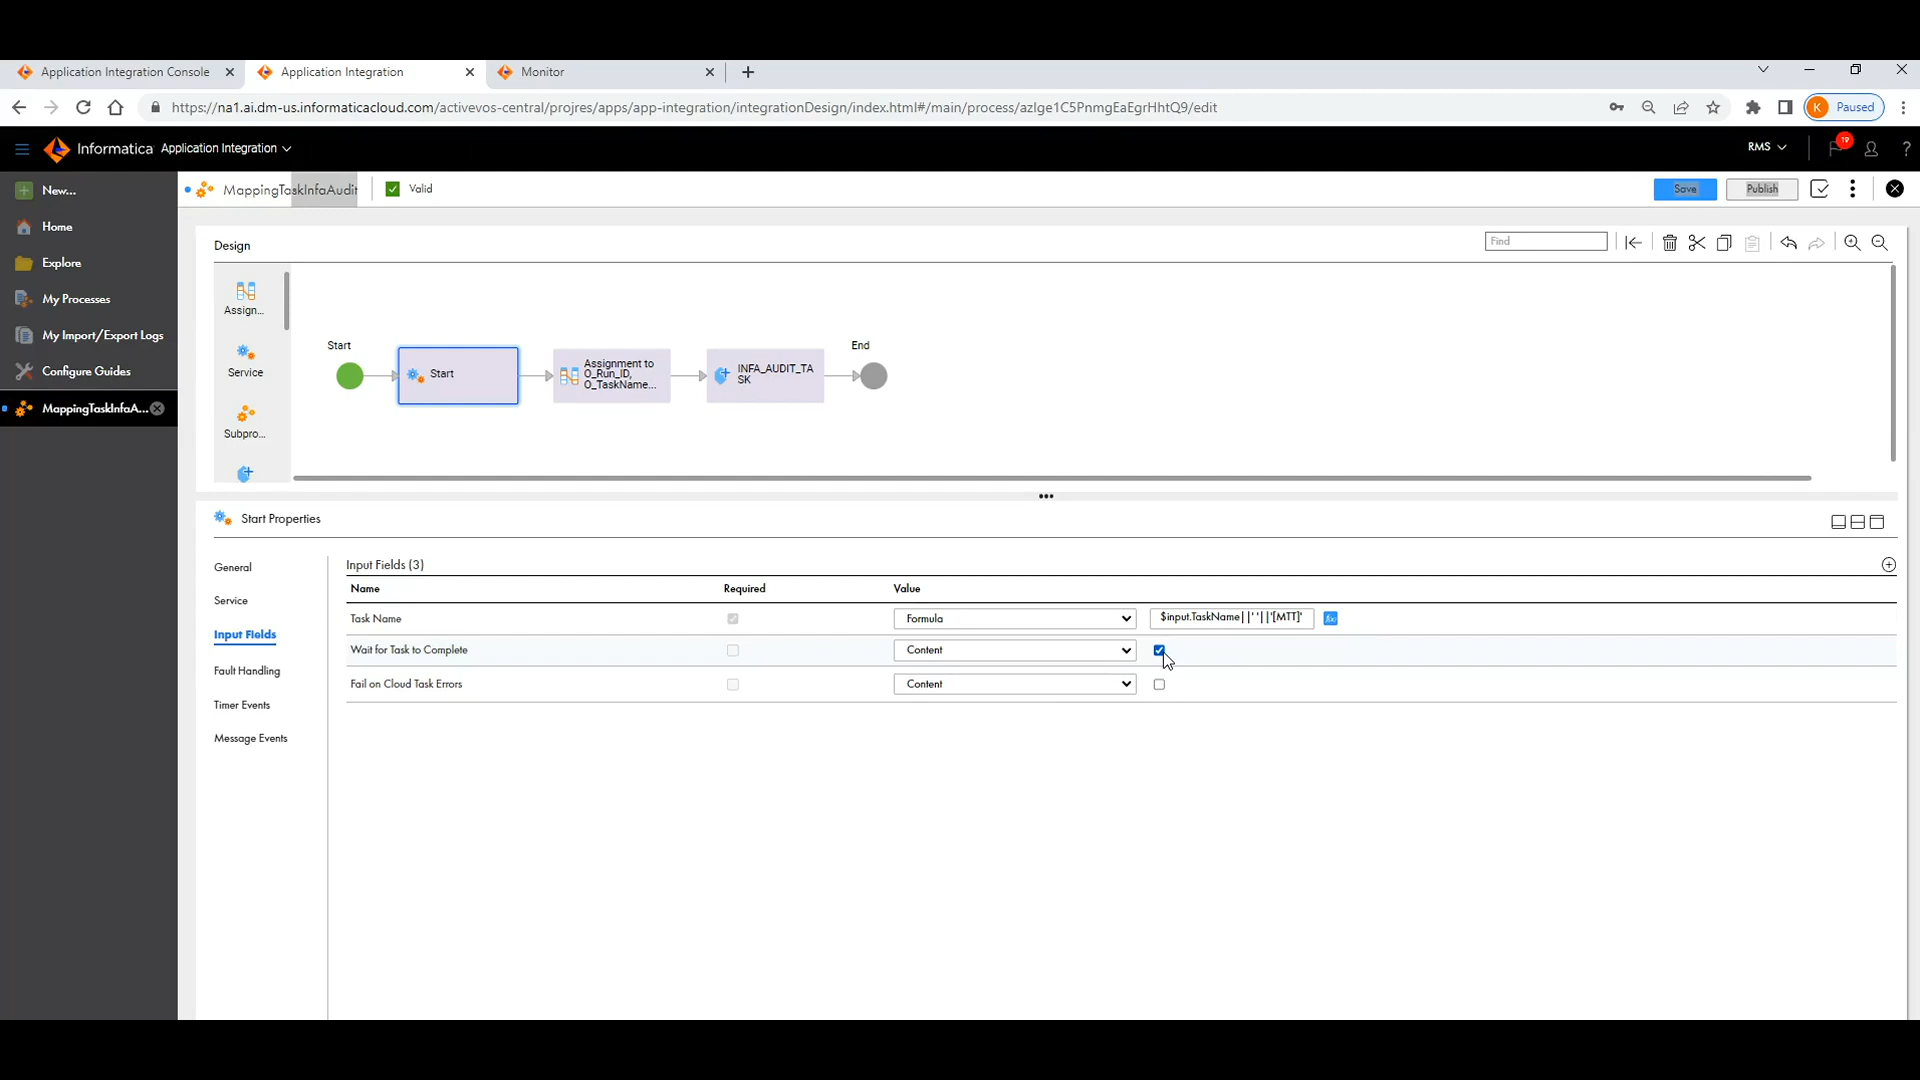 Application Integration Console
Application Integration
Monitor
https://na1.ai.dm-us.informaticacloud.com/activevos-central/projres/apps/app-integration/integrationDesign/index.html#/main/process/azlge1C5PnmgEaEgrHhtQ9/edit
K Paused
Informatica Application Integration
RMS
19
?
New...
Home
Explore
My Processes
My Import/Export Logs
Configure Guides
MappingTaskInfaA...
MappingTaskInfaAudit
Valid
Save
Publish
Design
Find
Assign...
Service
Subpro...
Start
Start
Assignment to
O_Run_ID,
O_TaskName...
INFA_AUDIT_TA
SK
End
Start Properties
General
Service
Input Fields
Fault Handling
Timer Events
Message Events
Input Fields (3)
Name Required Value
Task Name Formula $input.TaskName||' '||'[MTT]' f(x)
Wait for Task to Complete Content
Fail on Cloud Task Errors Content